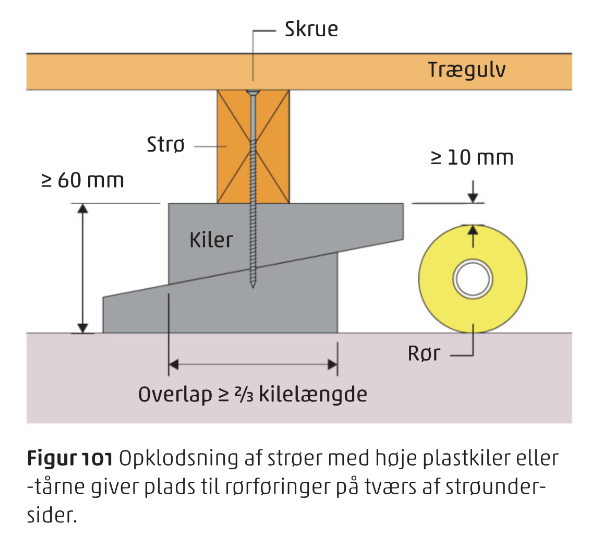 Skrue
Trægulv
Strø
≥ 10 mm
≥ 60 mm
Kiler
Rør
Overlap ≥ ⅔ kilelængde
Figur 101 Opklodsning af strøer med høje plastkiler eller
-tårne giver plads til rørføringer på tværs af strøunder-
sider.